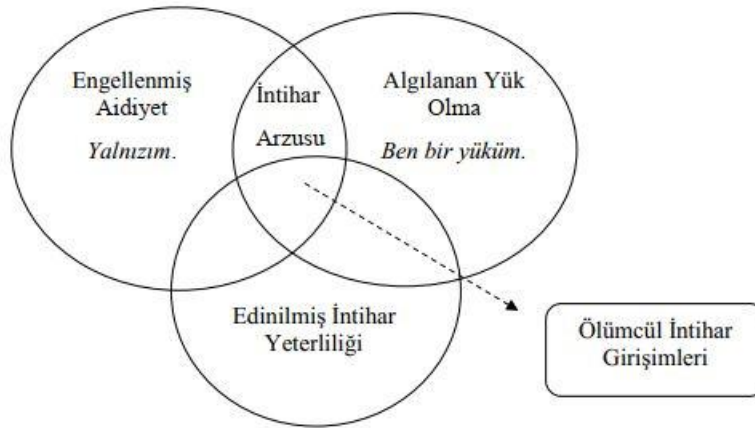 Engellenmiş
Aidiyet
Yalnızım.
İntihar
Arzusu
Algılanan Yük
Olma
Ben bir yüküm.
Edinilmiş İntihar
Yeterliliği
Ölümcül İntihar
Girişimleri